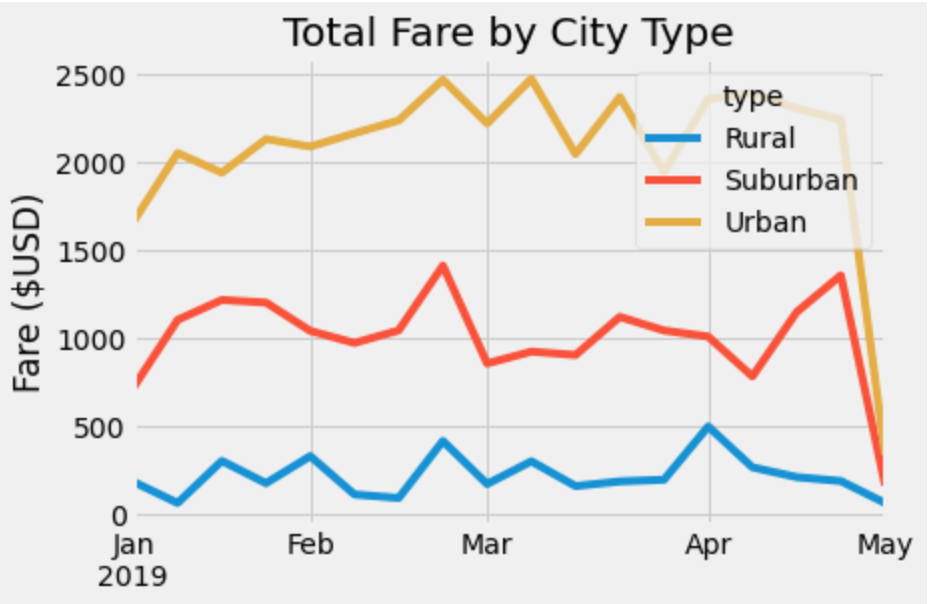 Total Fare by City Type
Fare ($USD)
2500
2000
1500
1000
500
0
type
Rural
Suburban
Urban
Jan Feb Mar Apr May
2019